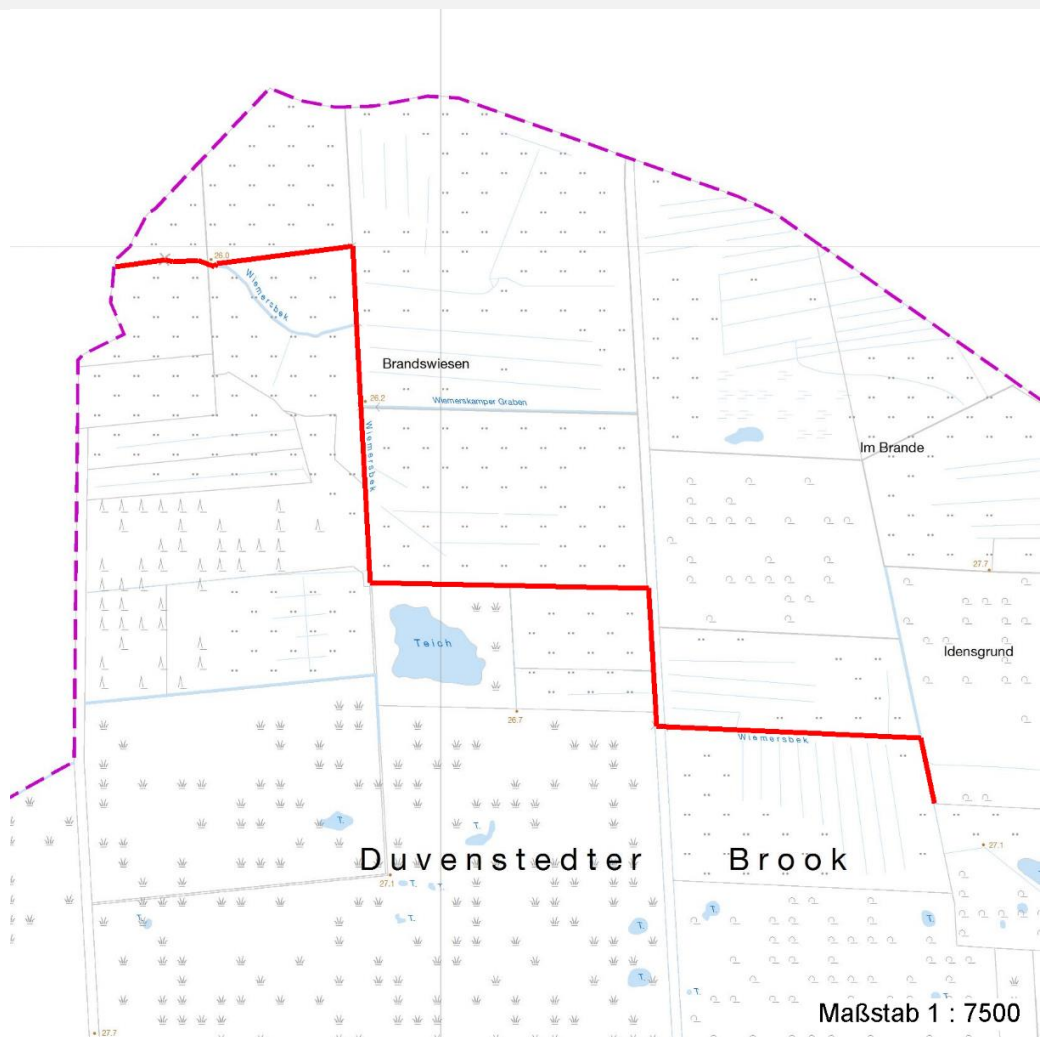 26.0
Wiemersbek
Brandswiesen
26.2
Wiemerskamper Graben
Wiemersbek
Im Brande
27.7
Teich
Idensgrund
26.7
Wiemersbek
T.
T.
Duvenstedter Brook
27.1
27.1
T.
T.
T.
T.
T.
T.
T.
T.
T.
T.
Maßstab 1 : 7500
27.7